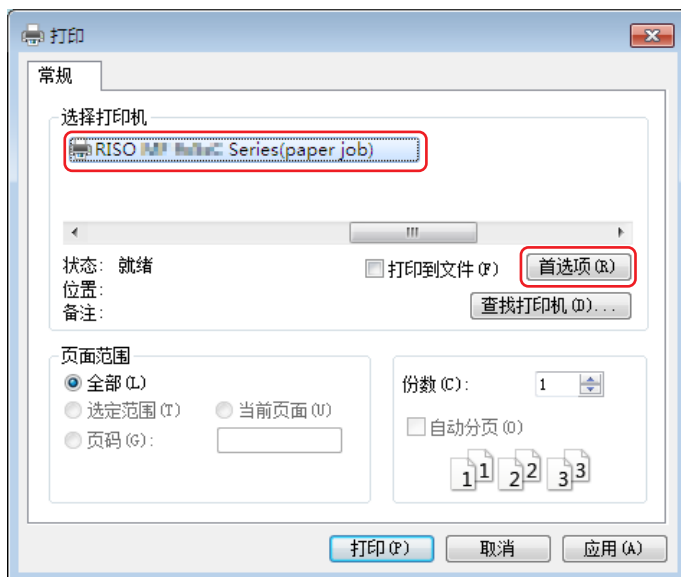 打印
常规
选择打印机
RISO Series(paper job)
状态: 就绪
打印到文件(F)
首选项(R)
位置:
备注:
查找打印机(D)...
页面范围
全部(L)
选定范围(T)
当前页面(U)
页码(G):
份数(C): 1
自动分页(O)
1 1 2 2 3 3
打印(P)
取消
应用(A)